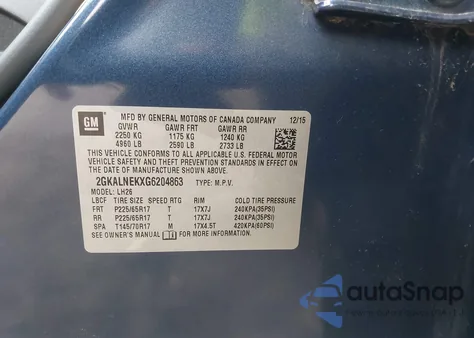 GM
MFD BY GENERAL MOTORS OF CANADA COMPANY 12/15
GVWR GAWR FRT GAWR RR
2250 KG 1175 KG 1240 KG
4960 LB 2590 LB 2733 LB
THIS VEHICLE CONFORMS TO ALL APPLICABLE U.S. FEDERAL MOTOR
VEHICLE SAFETY AND THEFT PREVENTION STANDARDS IN EFFECT ON THE
DATE OF MANUFACTURE SHOWN ABOVE.
2GKALNEKXG6204863 TYPE: M.P.V.
MODEL: LH26
LBCF TIRE SIZE SPEED RTG RIM COLD TIRE PRESSURE
FRT P225/65R17 T 17X7J 240KPA(35PSI)
RR P225/65R17 T 17X7J 240KPA(35PSI)
SPA T145/70R17 M 17X4.5T 420KPA(60PSI)
SEE OWNER'S MANUAL FOR MORE INFORMATION.
autoSnap